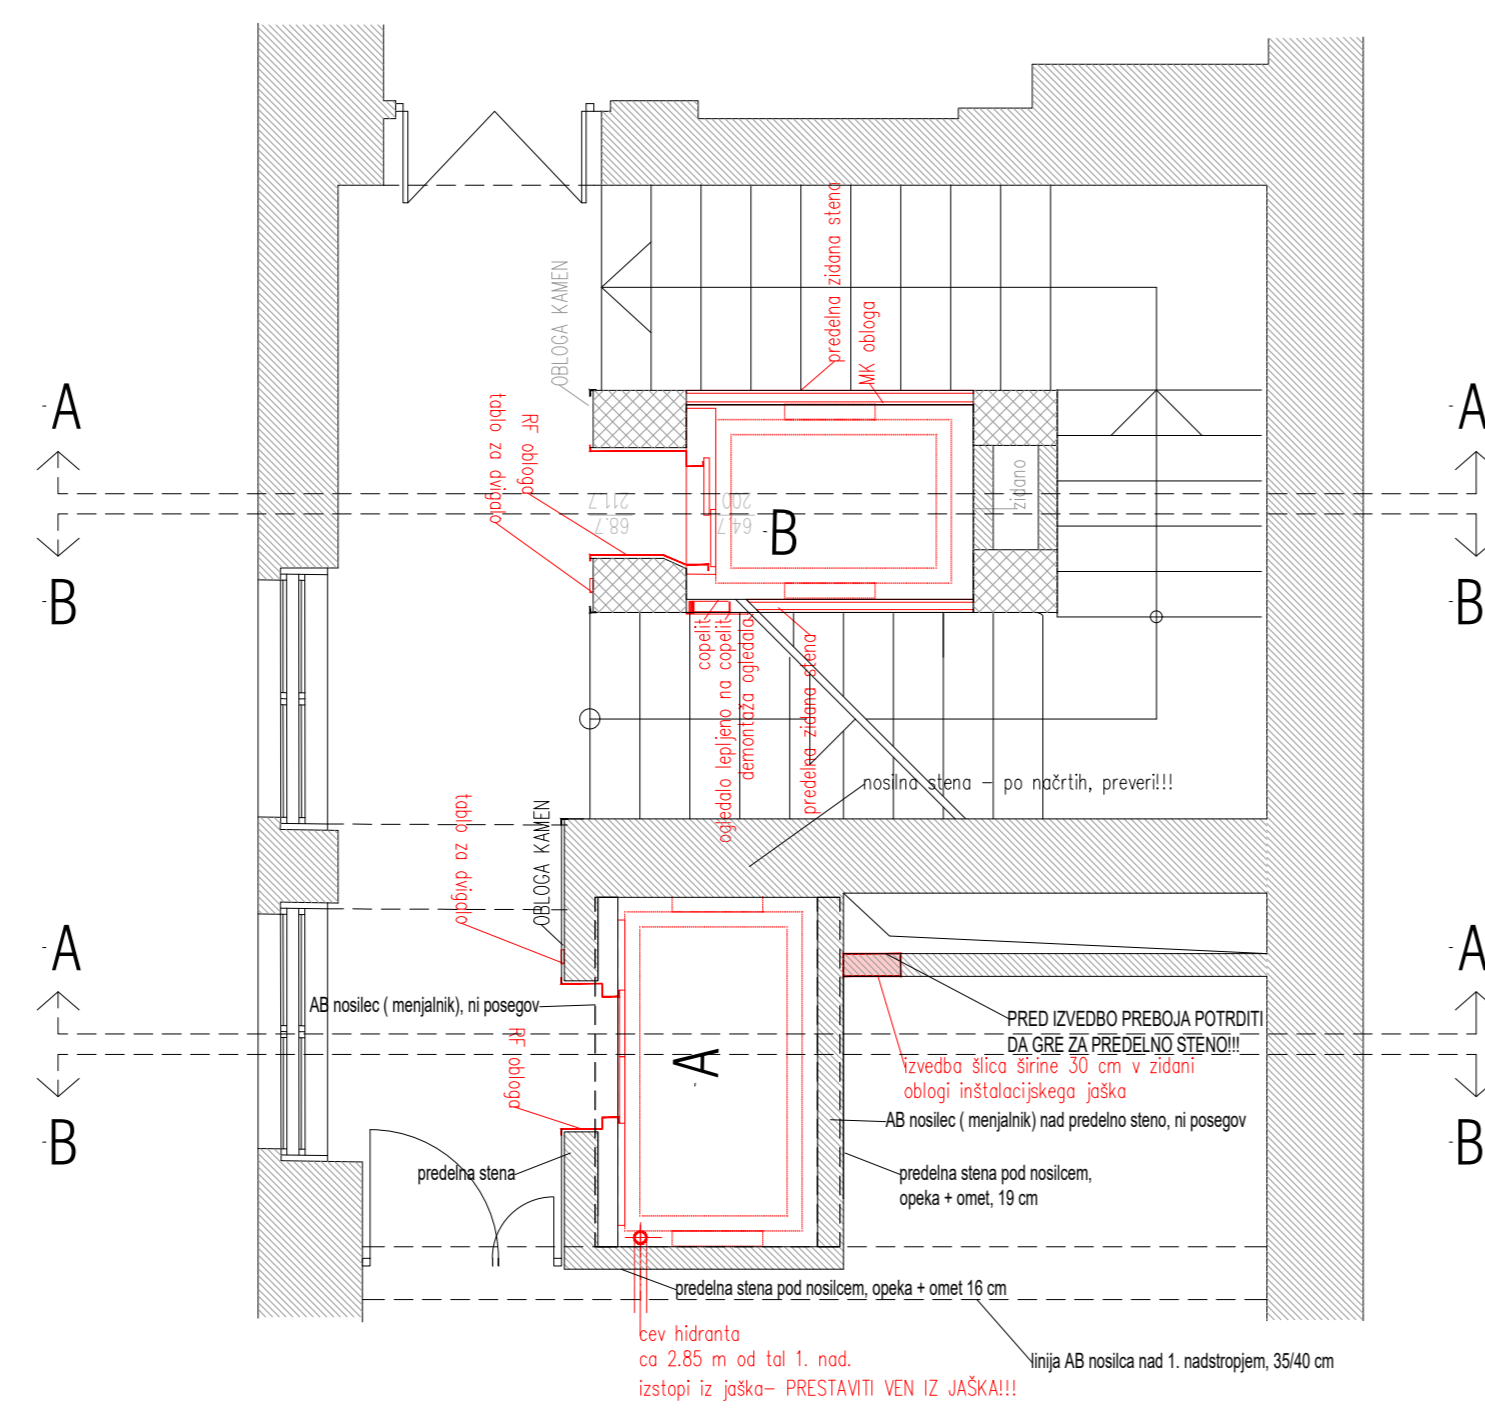 OBLOGA KAMEN
predelna zidana stena
MK obloga
A
A
tablo za dvigalo
RF obloga
zidano
68.7
211.7
64.7
200
B
B
B
copelit
ogledalo lepljeno na copelit
demontaža ogledala
predelna zidana stena
nosilna stena – po načrtih, preveri!!!
tablo za dvigalo
OBLOGA KAMEN
A
A
AB nosilec ( menjalnik), ni posegov
RF obloga
A
PRED IZVEDBO PREBOJA POTRDITI
DA GRE ZA PREDELNO STENO!!!
izvedba šlica širine 30 cm v zidani
oblogi inštalacijskega jaška
B
B
AB nosilec ( menjalnik) nad predelno steno, ni posegov
predelna stena
predelna stena pod nosilcem,
opeka + omet, 19 cm
predelna stena pod nosilcem, opeka + omet 16 cm
cev hidranta
ca 2.85 m od tal 1. nad.
izstopi iz jaška– PRESTAVITI VEN IZ JAŠKA!!!
linija AB nosilca nad 1. nadstropjem, 35/40 cm